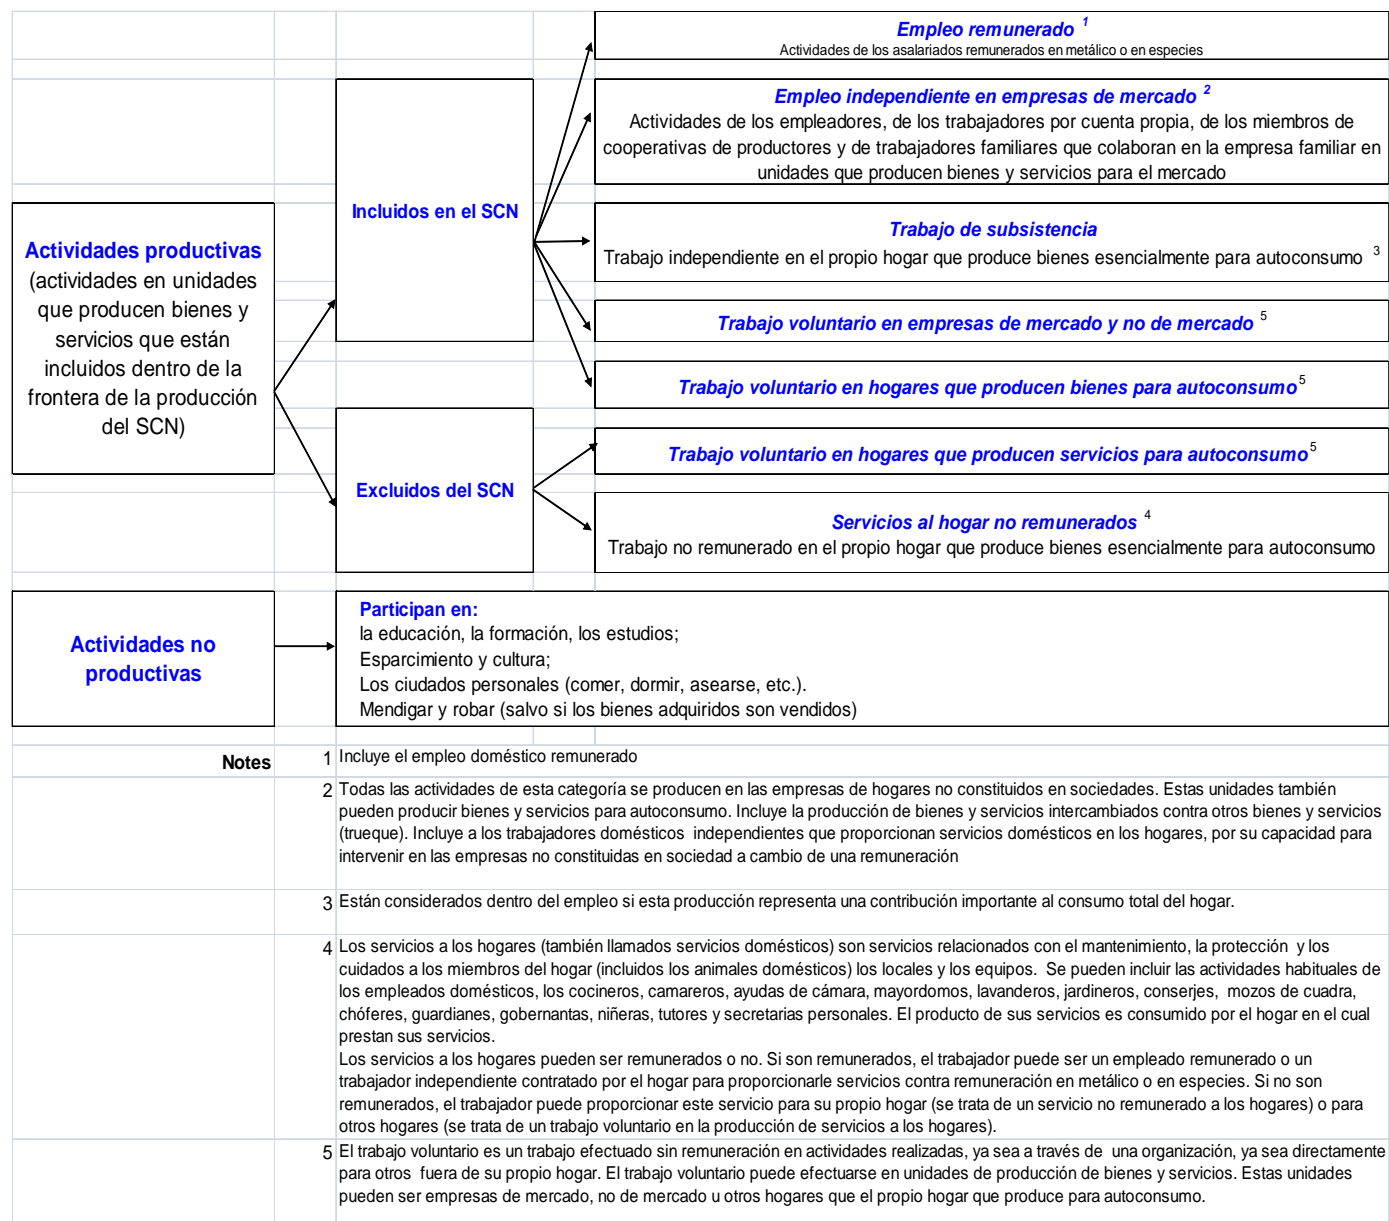 Empleo remunerado 1
Actividades de los asalariados remunerados en metálico o en especies
Empleo independiente en empresas de mercado 2
Actividades de los empleadores, de los trabajadores por cuenta propia, de los miembros de
cooperativas de productores y de trabajadores familiares que colaboran en la empresa familiar en
unidades que producen bienes y servicios para el mercado
Incluidos en el SCN
Trabajo de subsistencia
Trabajo independiente en el propio hogar que produce bienes esencialmente para autoconsumo 3
Actividades productivas
(actividades en unidades
que producen bienes y
servicios que están
incluidos dentro de la
frontera de la producción
del SCN)
Trabajo voluntario en empresas de mercado y no de mercado 5
Trabajo voluntario en hogares que producen bienes para autoconsumo5
Trabajo voluntario en hogares que producen servicios para autoconsumo5
Excluidos del SCN
Servicios al hogar no remunerados 4
Trabajo no remunerado en el propio hogar que produce bienes esencialmente para autoconsumo
Actividades no
productivas
Participan en:
la educación, la formación, los estudios;
Esparcimiento y cultura;
Los ciudados personales (comer, dormir, asearse, etc.).
Mendigar y robar (salvo si los bienes adquiridos son vendidos)
Notes
1 Incluye el empleo doméstico remunerado
2 Todas las actividades de esta categoría se producen en las empresas de hogares no constituidos en sociedades. Estas unidades también
pueden producir bienes y servicios para autoconsumo. Incluye la producción de bienes y servicios intercambiados contra otros bienes y servicios
(trueque). Incluye a los trabajadores domésticos independientes que proporcionan servicios domésticos en los hogares, por su capacidad para
intervenir en las empresas no constituidas en sociedad a cambio de una remuneración
3 Están considerados dentro del empleo si esta producción representa una contribución importante al consumo total del hogar.
4 Los servicios a los hogares (también llamados servicios domésticos) son servicios relacionados con el mantenimiento, la protección y los
cuidados a los miembros del hogar (incluidos los animales domésticos) los locales y los equipos. Se pueden incluir las actividades habituales de
los empleados domésticos, los cocineros, camareros, ayudas de cámara, mayordomos, lavanderos, jardineros, conserjes, mozos de cuadra,
chóferes, guardianes, gobernantas, niñeras, tutores y secretarias personales. El producto de sus servicios es consumido por el hogar en el cual
prestan sus servicios.
Los servicios a los hogares pueden ser remunerados o no. Si son remunerados, el trabajador puede ser un empleado remunerado o un
trabajador independiente contratado por el hogar para proporcionarle servicios contra remuneración en metálico o en especies. Si no son
remunerados, el trabajador puede proporcionar este servicio para su propio hogar (se trata de un servicio no remunerado a los hogares) o para
otros hogares (se trata de un trabajo voluntario en la producción de servicios a los hogares).
5 El trabajo voluntario es un trabajo efectuado sin remuneración en actividades realizadas, ya sea a través de una organización, ya sea directamente
para otros fuera de su propio hogar. El trabajo voluntario puede efectuarse en unidades de producción de bienes y servicios. Estas unidades
pueden ser empresas de mercado, no de mercado u otros hogares que el propio hogar que produce para autoconsumo.